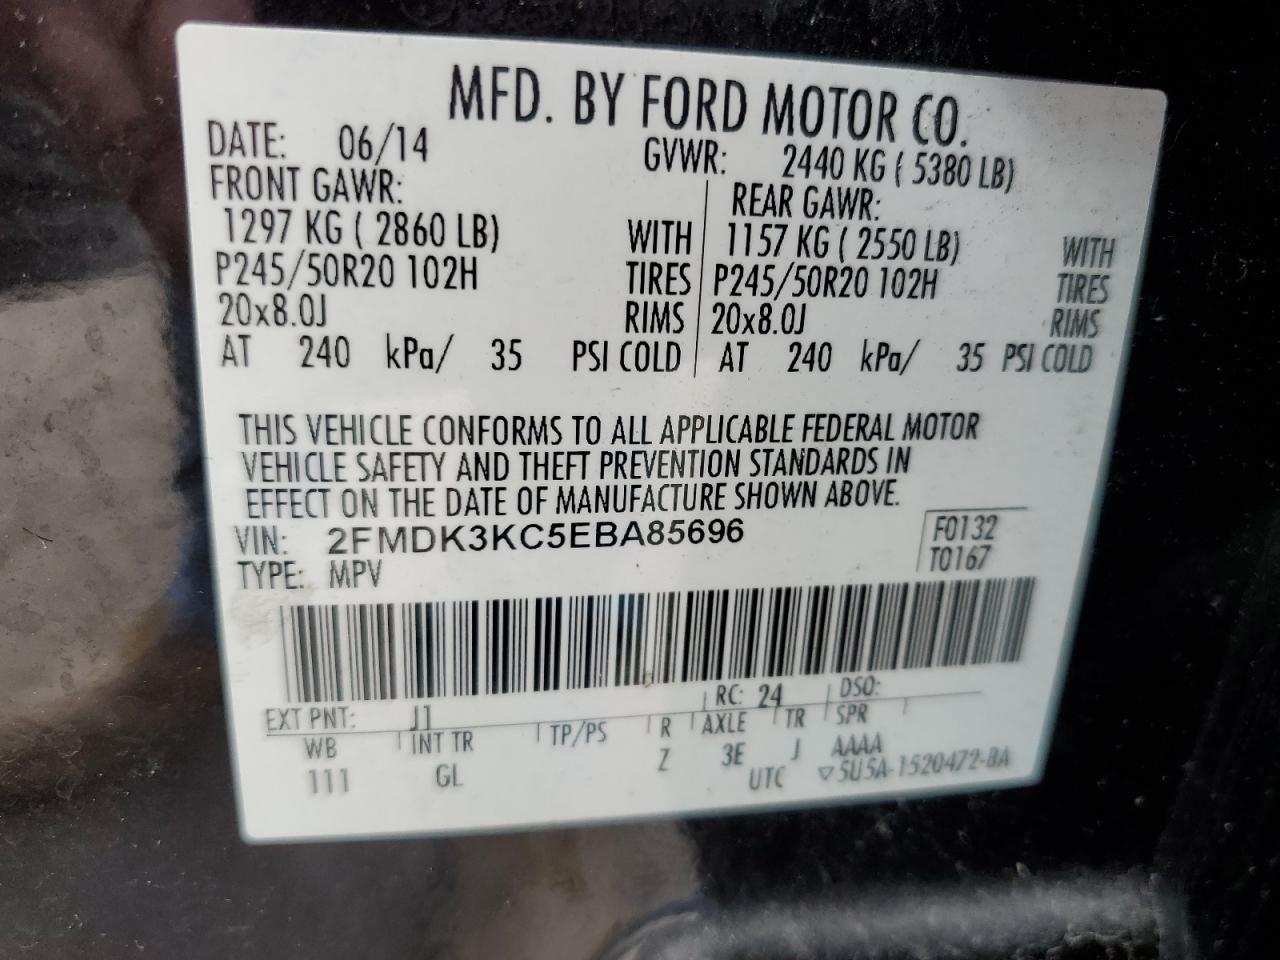 MFD. BY FORD MOTOR CO.
DATE: 06/14 GVWR: 2440 KG ( 5380 LB)
FRONT GAWR: REAR GAWR:
1297 KG ( 2860 LB) WITH 1157 KG ( 2550 LB) WITH
P245/50R20 102H TIRES P245/50R20 102H TIRES
20x8.0J RIMS 20x8.0J RIMS
AT 240 kPa/ 35 PSI COLD AT 240 kPa/ 35 PSI COLD
THIS VEHICLE CONFORMS TO ALL APPLICABLE FEDERAL MOTOR
VEHICLE SAFETY AND THEFT PREVENTION STANDARDS IN
EFFECT ON THE DATE OF MANUFACTURE SHOWN ABOVE.
VIN: 2FMDK3KC5EBA85696 F0132
TYPE: MPV T0167
EXT PNT: J1 RC: 24 DSO:
WB INT TR TP/PS R AXLE TR SPR
111 GL Z 3E J AAAA
UTC ▽5U5A-1520472-BA